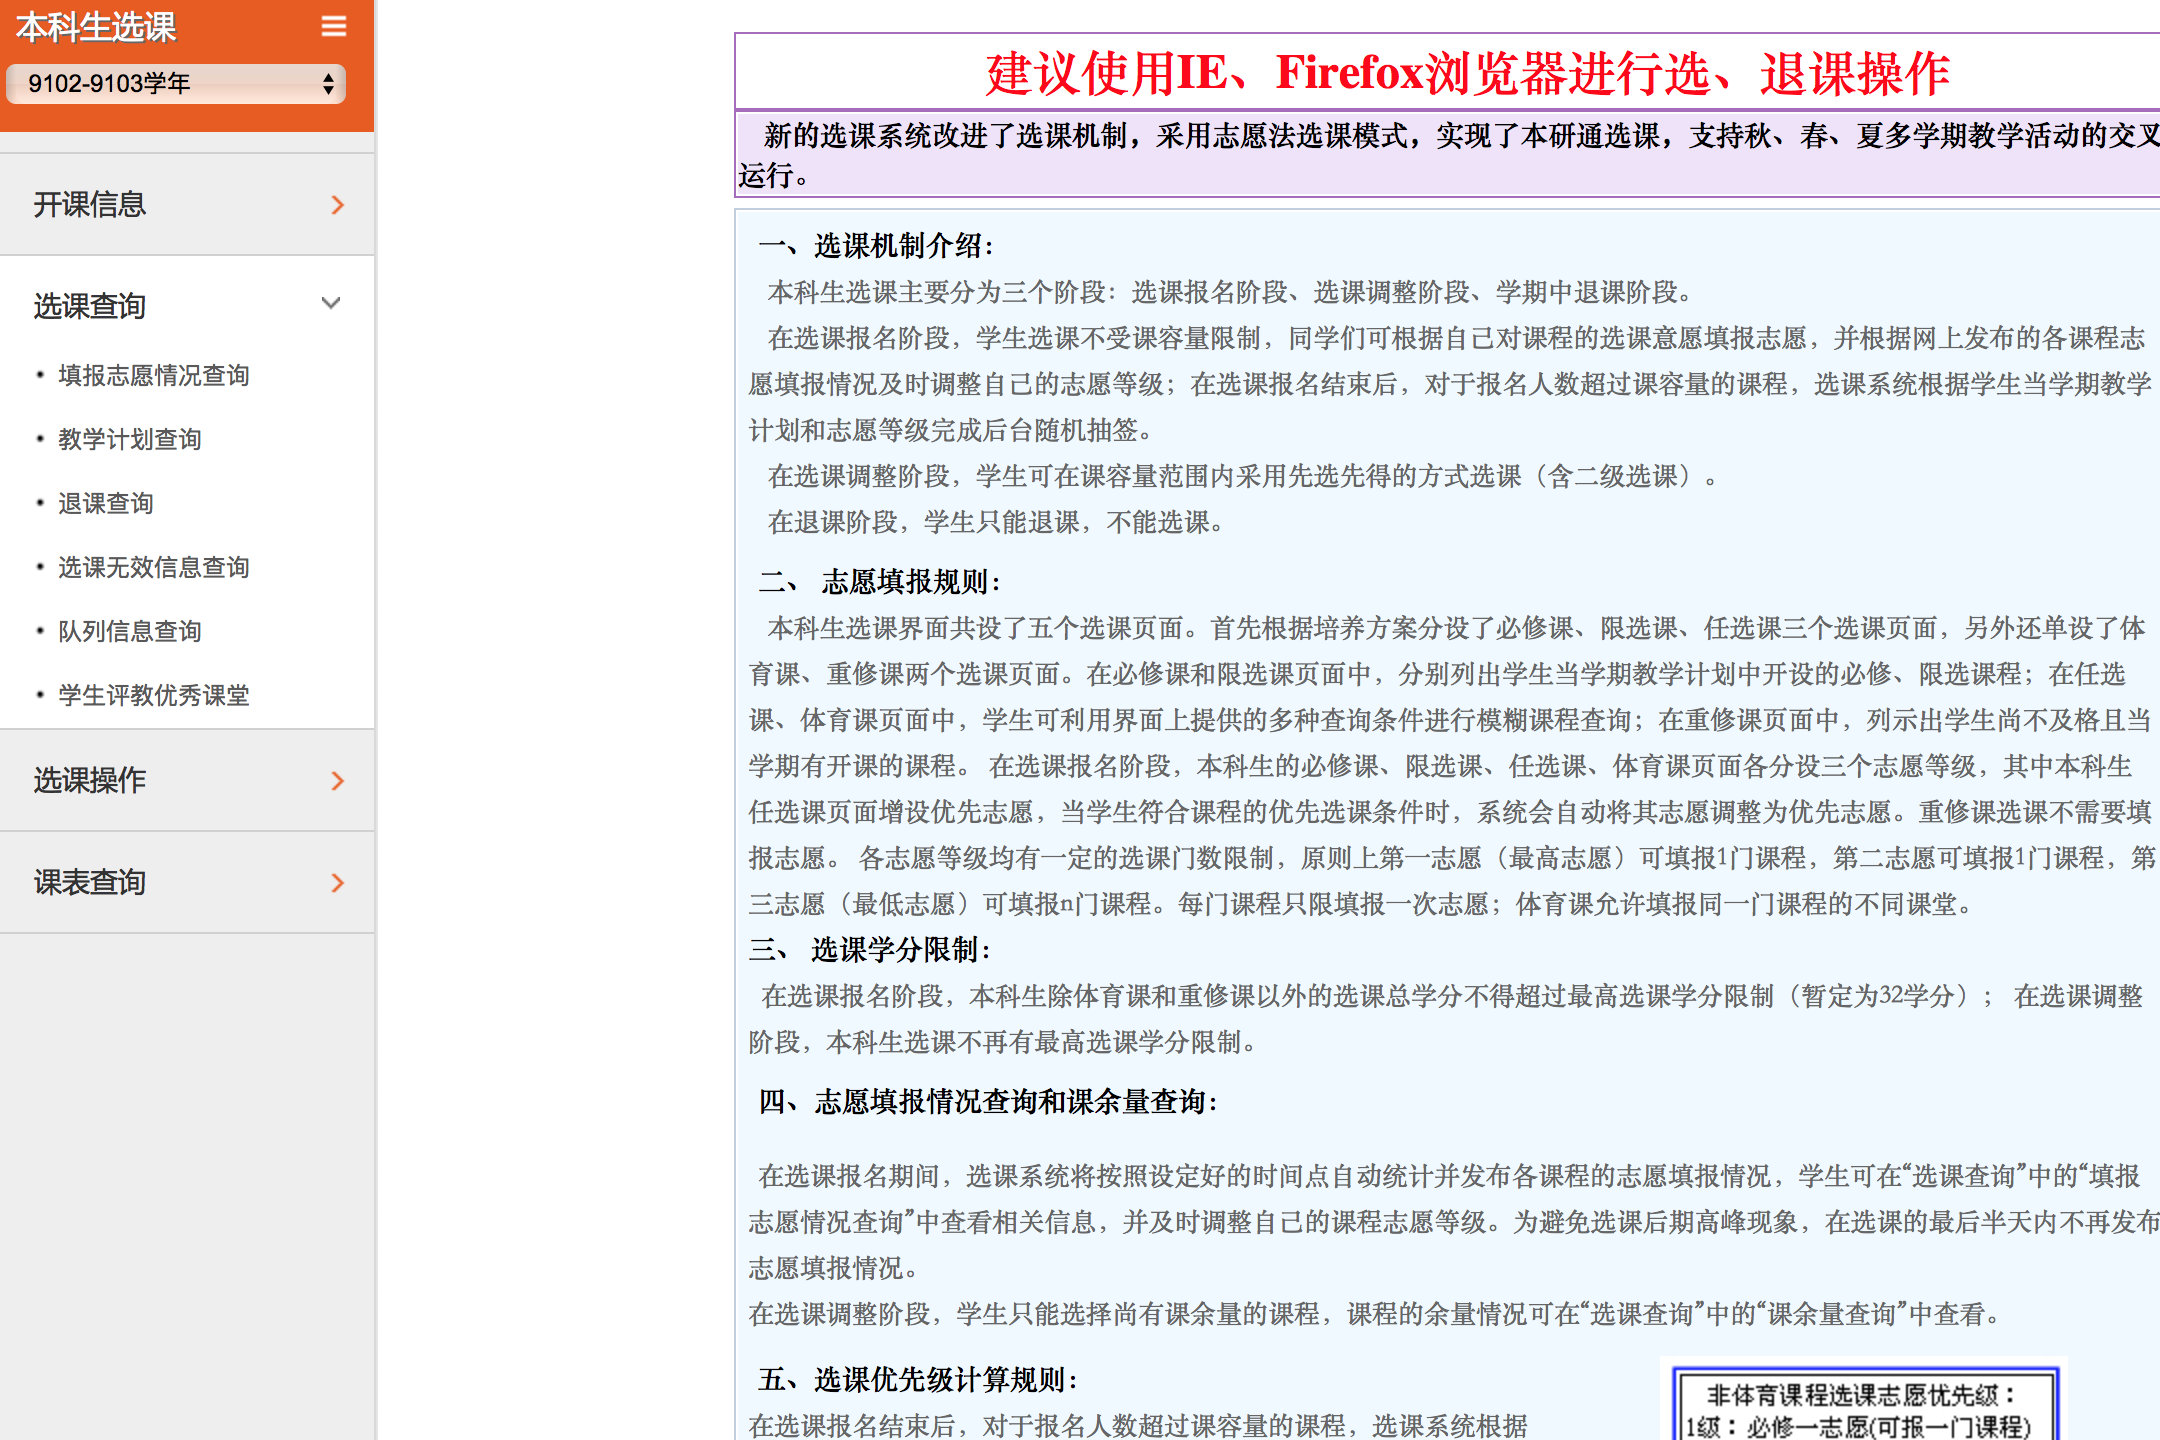 本科生选课
9102-9103学年
开课信息
选课查询
• 填报志愿情况查询
• 教学计划查询
• 退课查询
• 选课无效信息查询
• 队列信息查询
• 学生评教优秀课堂
选课操作
课表查询
建议使用IE、Firefox浏览器进行选、退课操作
新的选课系统改进了选课机制，采用志愿法选课模式，实现了本研通选课，支持秋、春、夏多学期教学活动的交叉
运行。
一、选课机制介绍：
本科生选课主要分为三个阶段：选课报名阶段、选课调整阶段、学期中退课阶段。
在选课报名阶段，学生选课不受课容量限制，同学们可根据自己对课程的选课意愿填报志愿，并根据网上发布的各课程志
愿填报情况及时调整自己的志愿等级；在选课报名结束后，对于报名人数超过课容量的课程，选课系统根据学生当学期教学
计划和志愿等级完成后台随机抽签。
在选课调整阶段，学生可在课容量范围内采用先选先得的方式选课（含二级选课）。
在退课阶段，学生只能退课，不能选课。
二、 志愿填报规则：
本科生选课界面共设了五个选课页面。首先根据培养方案分设了必修课、限选课、任选课三个选课页面，另外还单设了体
育课、重修课两个选课页面。在必修课和限选课页面中，分别列出学生当学期教学计划中开设的必修、限选课程；在任选
课、体育课页面中，学生可利用界面上提供的多种查询条件进行模糊课程查询；在重修课页面中，列示出学生尚不及格且当
学期有开课的课程。 在选课报名阶段，本科生的必修课、限选课、任选课、体育课页面各分设三个志愿等级，其中本科生
任选课页面增设优先志愿，当学生符合课程的优先选课条件时，系统会自动将其志愿调整为优先志愿。重修课选课不需要填
报志愿。 各志愿等级均有一定的选课门数限制，原则上第一志愿（最高志愿）可填报1门课程，第二志愿可填报1门课程，第
三志愿（最低志愿）可填报n门课程。每门课程只限填报一次志愿；体育课允许填报同一门课程的不同课堂。
三、 选课学分限制：
在选课报名阶段，本科生除体育课和重修课以外的选课总学分不得超过最高选课学分限制（暂定为32学分）； 在选课调整
阶段，本科生选课不再有最高选课学分限制。
四、志愿填报情况查询和课余量查询：
在选课报名期间，选课系统将按照设定好的时间点自动统计并发布各课程的志愿填报情况，学生可在“选课查询”中的“填报
志愿情况查询”中查看相关信息，并及时调整自己的课程志愿等级。为避免选课后期高峰现象，在选课的最后半天内不再发布
志愿填报情况。
在选课调整阶段，学生只能选择尚有课余量的课程，课程的余量情况可在“选课查询”中的“课余量查询”中查看。
五、选课优先级计算规则：
在选课报名结束后，对于报名人数超过课容量的课程，选课系统根据
非体育课程选课志愿优先级：
1级：必修一志愿(可报一门课程)